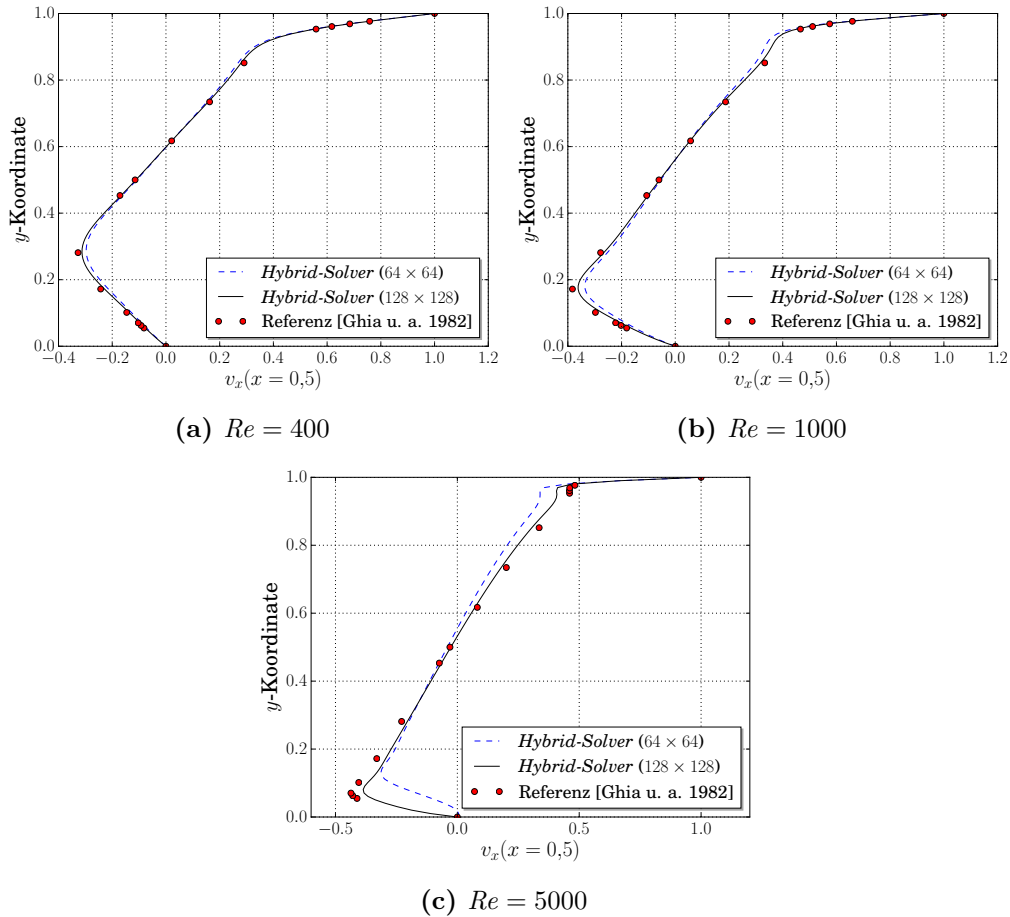 1.0
0.8
0.6
0.4
0.2
0.0
y-Koordinate
−0.4 −0.2 0.0 0.2 0.4 0.6 0.8 1.0 1.2
v_x(x = 0,5)
Hybrid-Solver (64 × 64)
Hybrid-Solver (128 × 128)
Referenz [Ghia u. a. 1982]
(a) Re = 400
1.0
0.8
0.6
0.4
0.2
0.0
y-Koordinate
−0.4 −0.2 0.0 0.2 0.4 0.6 0.8 1.0 1.2
v_x(x = 0,5)
Hybrid-Solver (64 × 64)
Hybrid-Solver (128 × 128)
Referenz [Ghia u. a. 1982]
(b) Re = 1000
1.0
0.8
0.6
0.4
0.2
0.0
y-Koordinate
−0.5 0.0 0.5 1.0
v_x(x = 0,5)
Hybrid-Solver (64 × 64)
Hybrid-Solver (128 × 128)
Referenz [Ghia u. a. 1982]
(c) Re = 5000